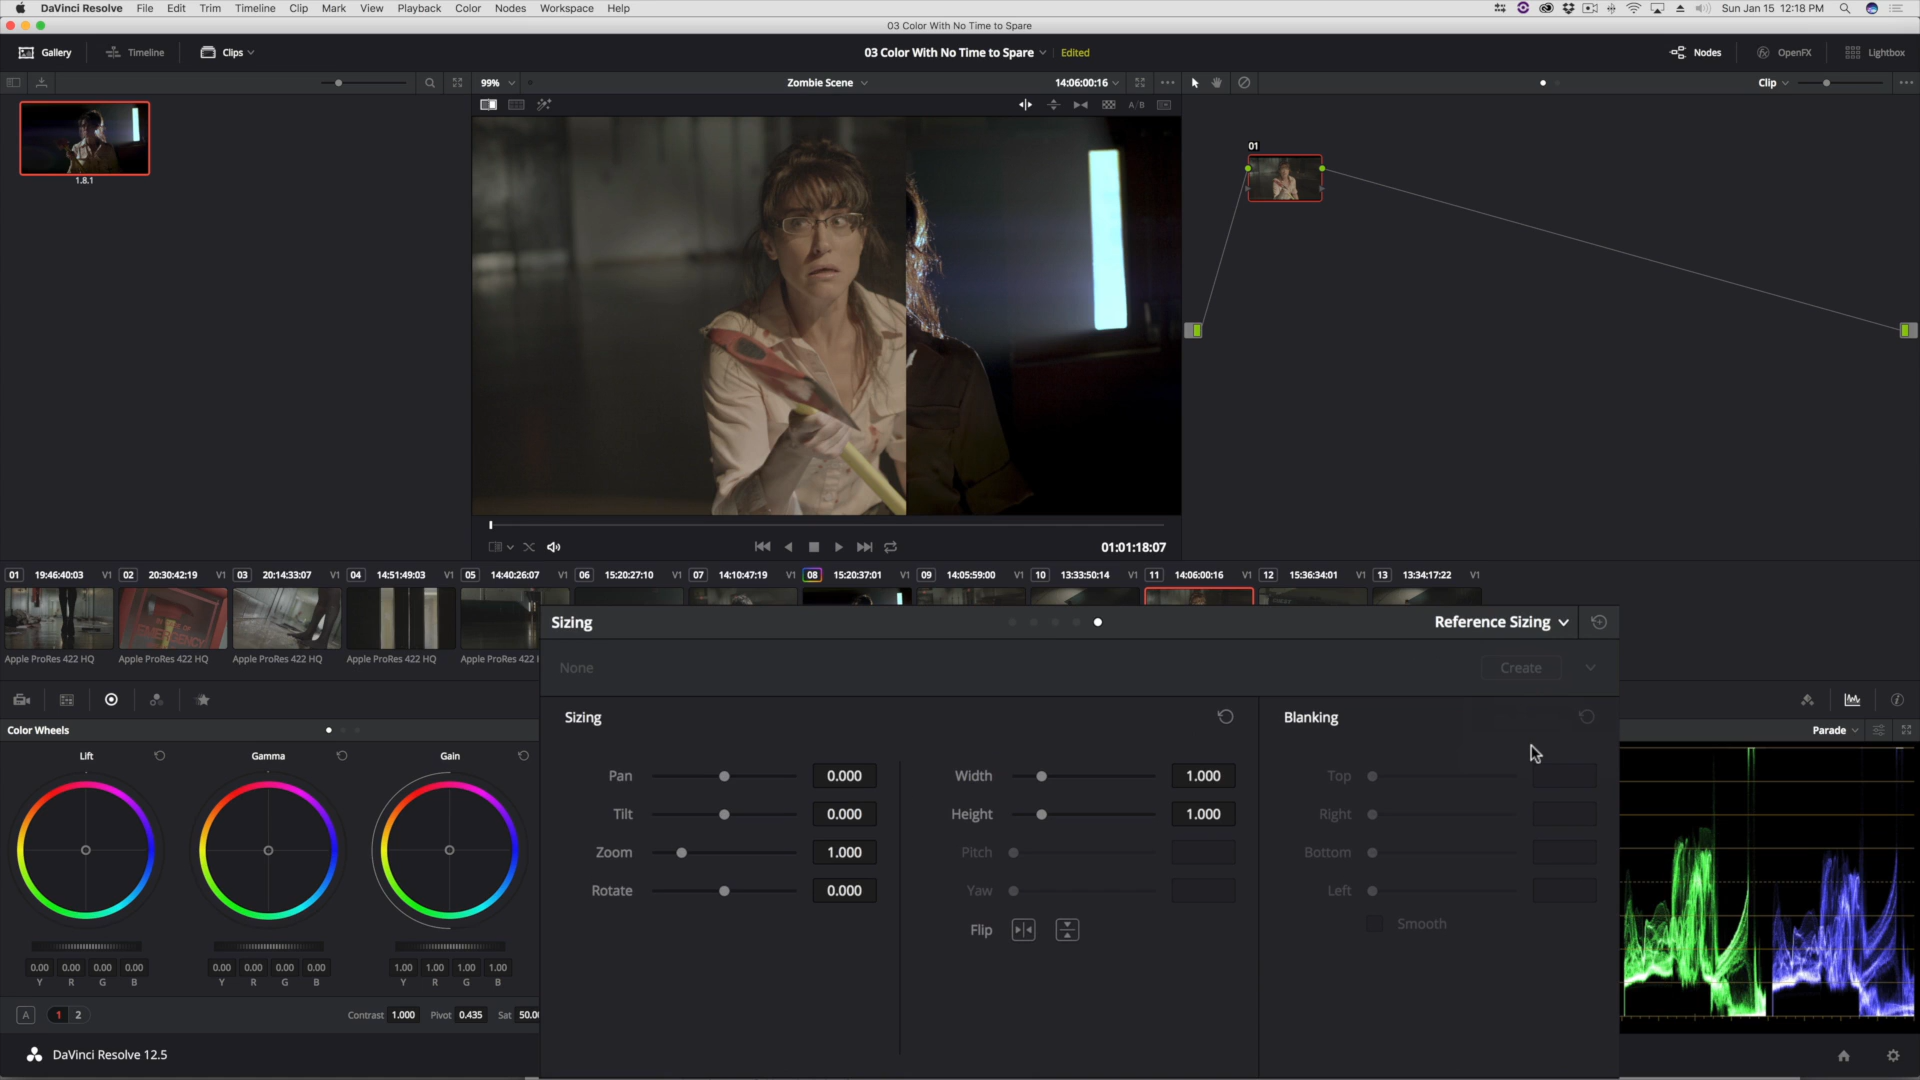 DaVinci Resolve File Edit Trim Timeline Clip Mark View Playback Color Nodes Workspace Help Sun Jan 15 12:18 PM
03 Color With No Time to Spare
Gallery Timeline Clips 03 Color With No Time to Spare Edited Nodes OpenFX Lightbox
99% Zombie Scene 14:06:00:16 Clip
A/B
1.8.1
01
01:01:18:07
01 19:46:40:03 V1 02 20:30:42:19 V1 03 20:14:33:07 V1 04 14:51:49:03 V1 05 14:40:26:07 V1 06 15:20:27:10 V1 07 14:10:47:19 V1 08 15:20:37:01 V1 09 14:05:59:00 V1 10 13:33:50:14 V1 11 14:06:00:16 V1 12 15:36:34:01 V1 13 13:34:17:22 V1
EMERGENCY
Apple ProRes 422 HQ Apple ProRes 422 HQ Apple ProRes 422 HQ Apple ProRes 422 HQ Apple ProRes 422
Sizing Reference Sizing
None Create
Color Wheels
Lift Gamma Gain
0.00 0.00 0.00 0.00 0.00 0.00 0.00 0.00 1.00 1.00 1.00 1.00
Y R G B Y R G B Y R G B
A 1 2 Contrast 1.000 Pivot 0.435 Sat 50.0
Sizing Blanking
Pan 0.000 Width 1.000 Top
Tilt 0.000 Height 1.000 Right
Zoom 1.000 Pitch Bottom
Rotate 0.000 Yaw Left
Flip Smooth
Parade
DaVinci Resolve 12.5